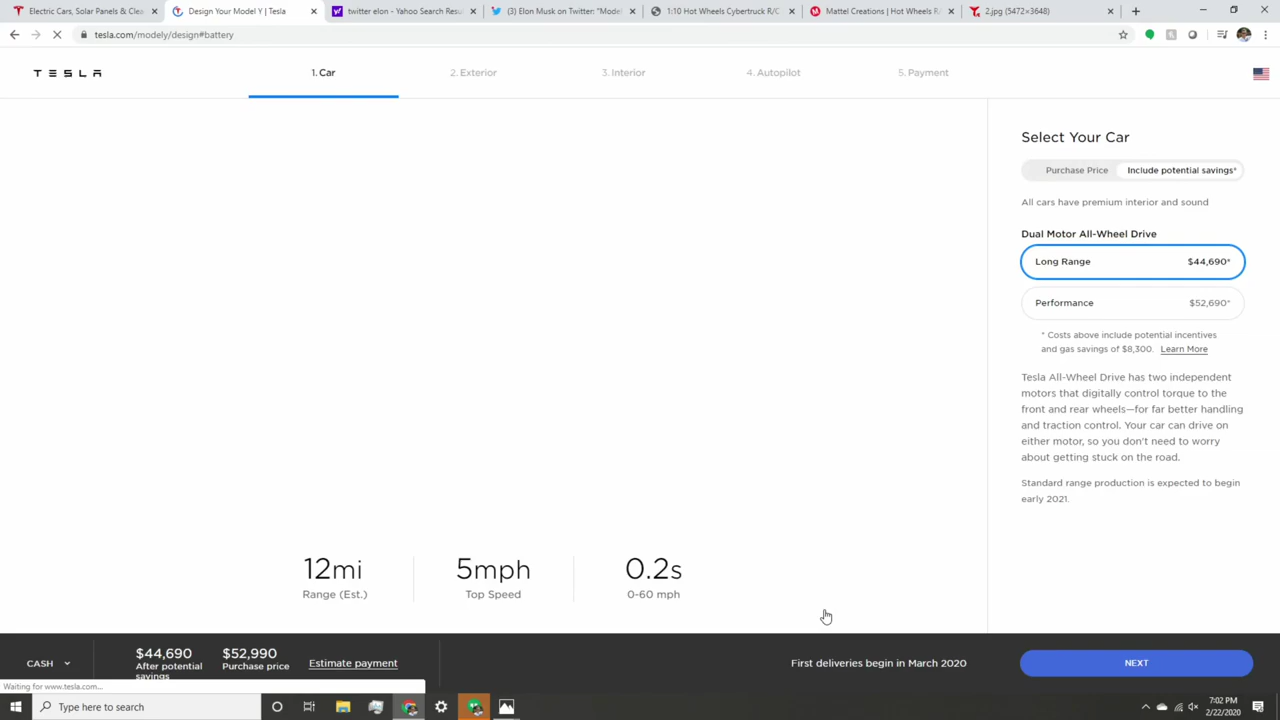 Electric Cars, Solar Panels & Clea
Design Your Model Y | Tesla
twitter elon - Yahoo Search Resu
(3) Elon Musk on Twitter: "Model
1:10 Hot Wheels Cybertruck R/C
Mattel Creations | Hot Wheels R/
2.jpg (5472×3648)
tesla.com/modely/design#battery
TESLA
1. Car
2. Exterior
3. Interior
4. Autopilot
5. Payment
Select Your Car
Purchase Price
Include potential savings*
All cars have premium interior and sound
Dual Motor All-Wheel Drive
Long Range $44,690*
Performance $52,690*
* Costs above include potential incentives
and gas savings of $8,300. Learn More
Tesla All-Wheel Drive has two independent
motors that digitally control torque to the
front and rear wheels—for far better handling
and traction control. Your car can drive on
either motor, so you don't need to worry
about getting stuck on the road.
Standard range production is expected to begin
early 2021.
12mi
Range (Est.)
5mph
Top Speed
0.2s
0-60 mph
CASH
$44,690
After potential
savings
$52,990
Purchase price
Estimate payment
First deliveries begin in March 2020
NEXT
Waiting for www.tesla.com...
Type here to search
7:02 PM
2/22/2020